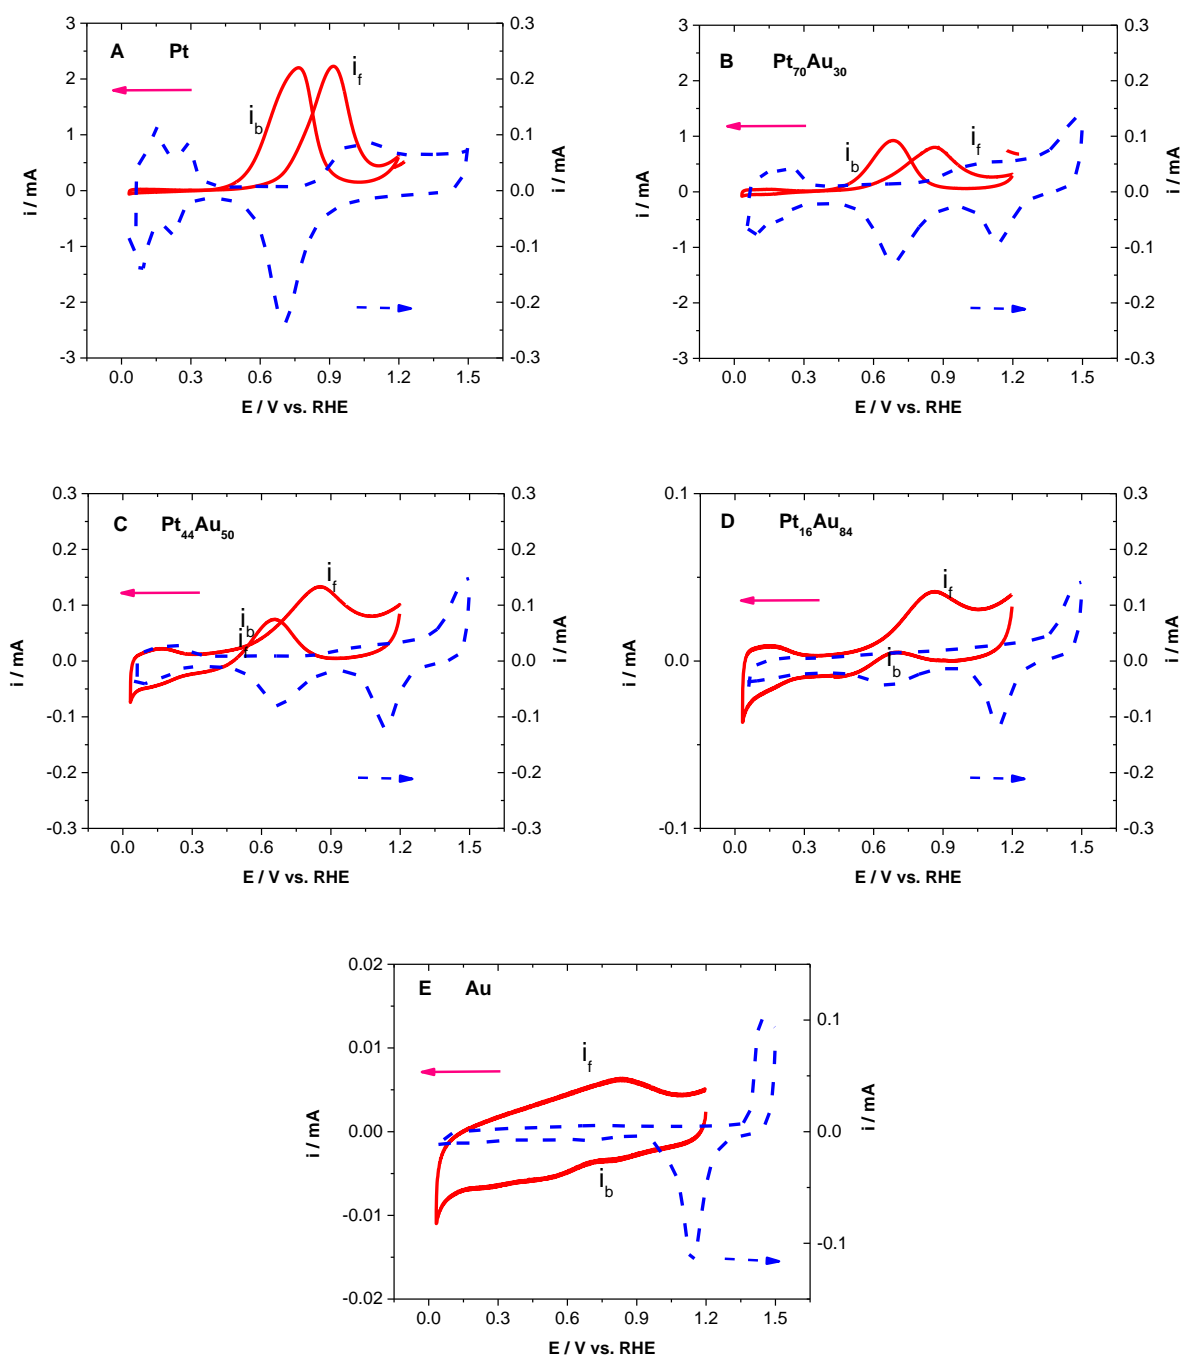 A Pt
i_f
i_b
3
2
1
0
-1
-2
-3
0.3
0.2
0.1
0.0
-0.1
-0.2
-0.3
i / mA
i / mA
0.0 0.3 0.6 0.9 1.2 1.5
E / V vs. RHE
B Pt70Au30
i_f
i_b
3
2
1
0
-1
-2
-3
0.3
0.2
0.1
0.0
-0.1
-0.2
-0.3
i / mA
i / mA
0.0 0.3 0.6 0.9 1.2 1.5
E / V vs. RHE
C Pt44Au50
i_f
i_b
i_f
0.3
0.2
0.1
0.0
-0.1
-0.2
-0.3
0.3
0.2
0.1
0.0
-0.1
-0.2
-0.3
i / mA
i / mA
0.0 0.3 0.6 0.9 1.2 1.5
E / V vs. RHE
D Pt16Au84
i_f
i_b
0.1
0.0
-0.1
0.3
0.2
0.1
0.0
-0.1
-0.2
-0.3
i / mA
i / mA
0.0 0.3 0.6 0.9 1.2 1.5
E / V vs. RHE
E Au
i_f
i_b
0.02
0.01
0.00
-0.01
-0.02
0.1
0.0
-0.1
i / mA
i / mA
0.0 0.3 0.6 0.9 1.2 1.5
E / V vs. RHE